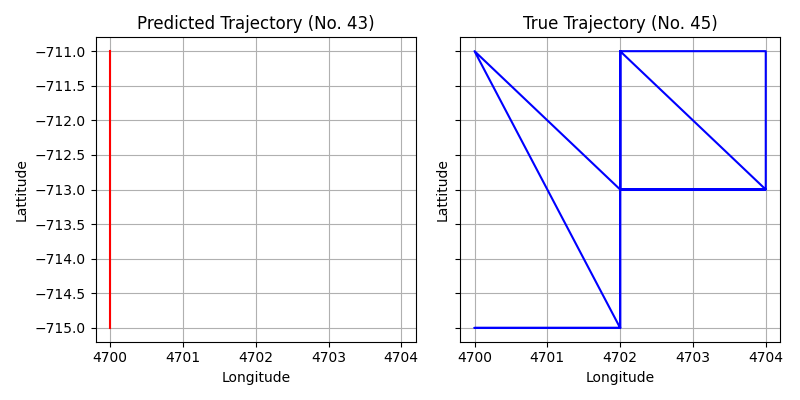 Predicted Trajectory (No. 43)
−711.0
−711.5
−712.0
−712.5
−713.0
−713.5
−714.0
−714.5
−715.0
Lattitude
4700 4701 4702 4703 4704
Longitude
True Trajectory (No. 45)
Lattitude
4700 4701 4702 4703 4704
Longitude